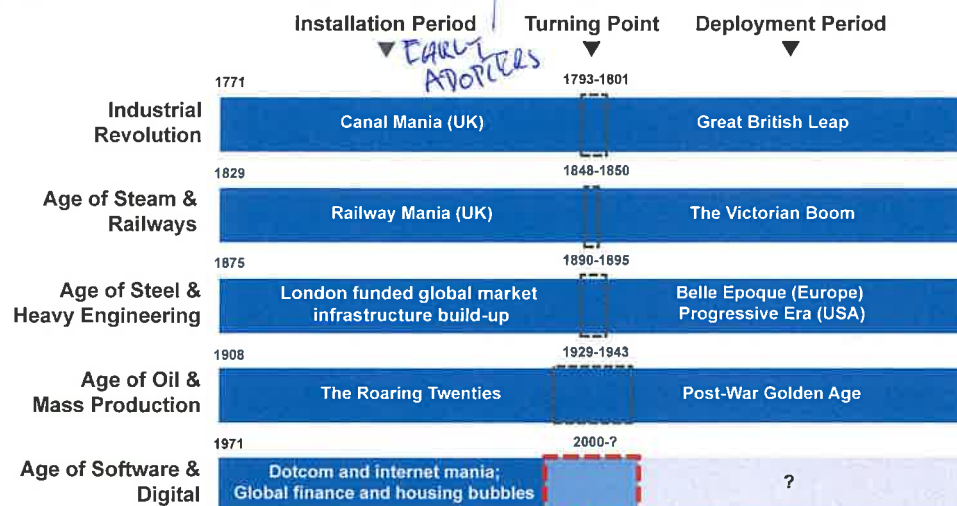 Installation Period
Turning Point
Deployment Period
EARLY
ADOPTERS
1771
1793-1801
Industrial
Revolution
Canal Mania (UK)
Great British Leap
1829
1848-1850
Age of Steam &
Railways
Railway Mania (UK)
The Victorian Boom
1875
1890-1895
Age of Steel &
Heavy Engineering
London funded global market
infrastructure build-up
Belle Epoque (Europe)
Progressive Era (USA)
1908
1929-1943
Age of Oil &
Mass Production
The Roaring Twenties
Post-War Golden Age
1971
2000-?
Age of Software &
Digital
Dotcom and internet mania;
Global finance and housing bubbles
?